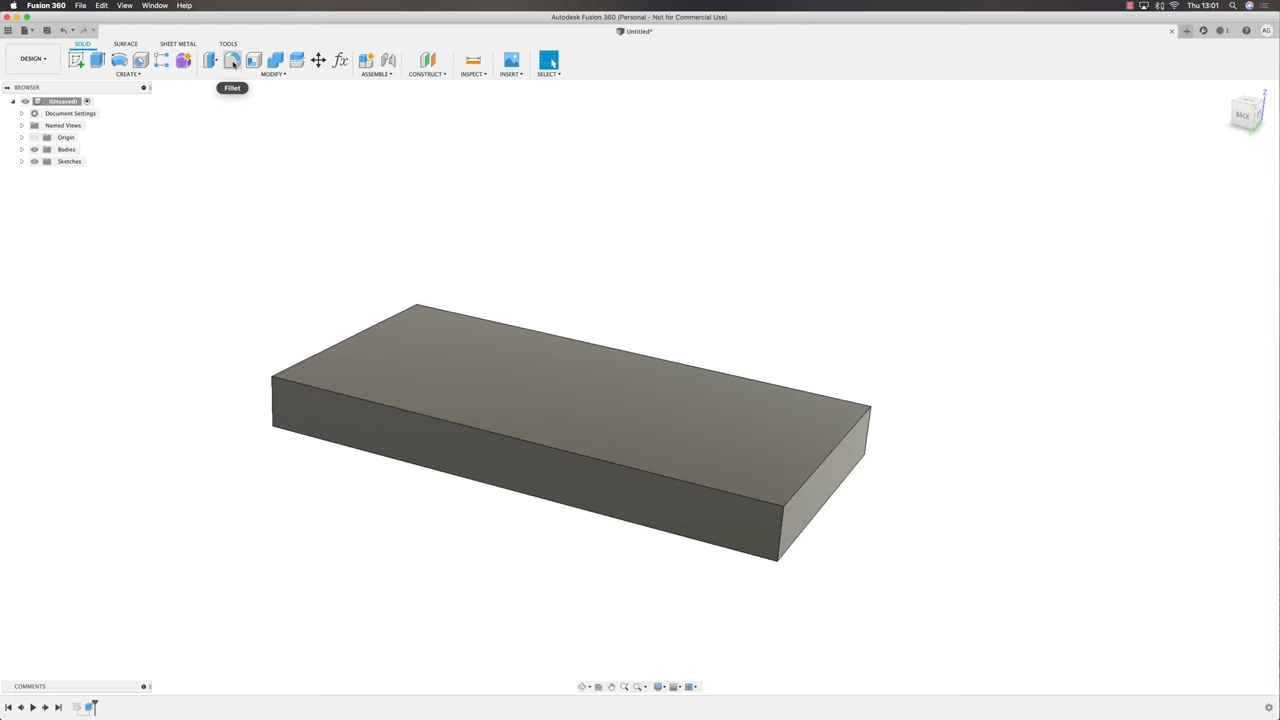 Fusion 360 File Edit View Window Help Thu 13:01
Autodesk Fusion 360 (Personal - Not for Commercial Use)
Untitled* 1 AG
SOLID SURFACE SHEET METAL TOOLS
DESIGN
CREATE MODIFY ASSEMBLE CONSTRUCT INSPECT INSERT SELECT
Fillet
BROWSER
(Unsaved)
Document Settings
Named Views
Origin
Bodies
Sketches
Z
BACK
COMMENTS